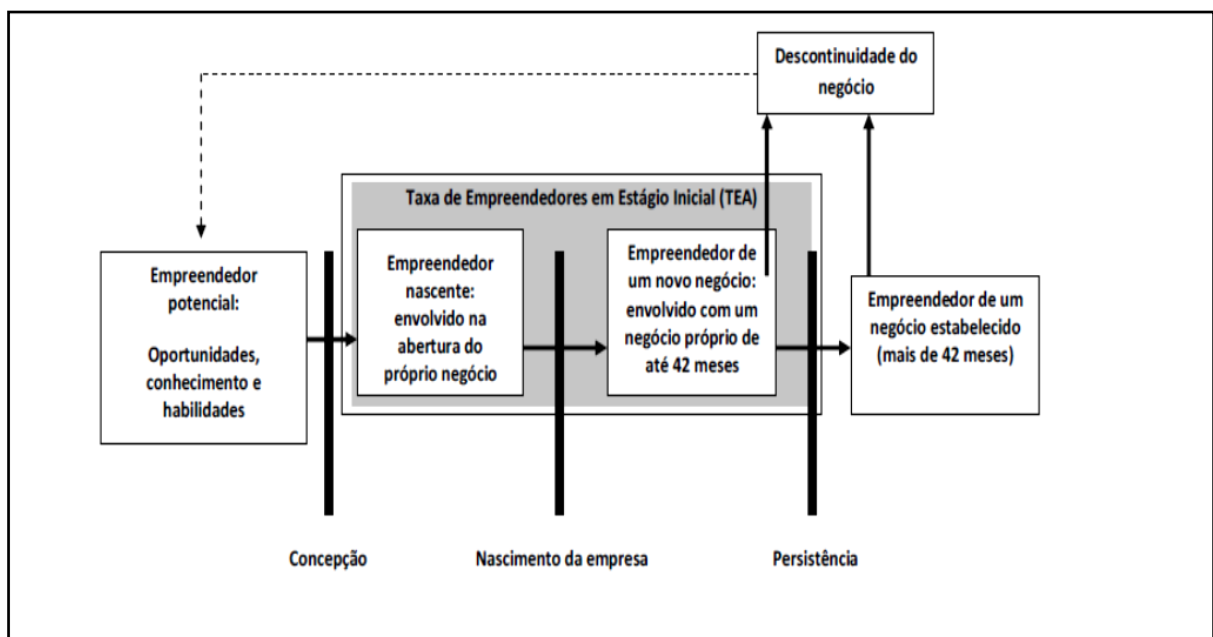 Descontinuidade do
negócio
Taxa de Empreendedores em Estágio Inicial (TEA)
Empreendedor
potencial:
Oportunidades,
conhecimento e
habilidades
Empreendedor
nascente:
envolvido na
abertura do
próprio negócio
Empreendedor de
um novo negócio:
envolvido com um
negócio próprio de
até 42 meses
Empreendedor de um
negócio estabelecido
(mais de 42 meses)
Concepção
Nascimento da empresa
Persistência